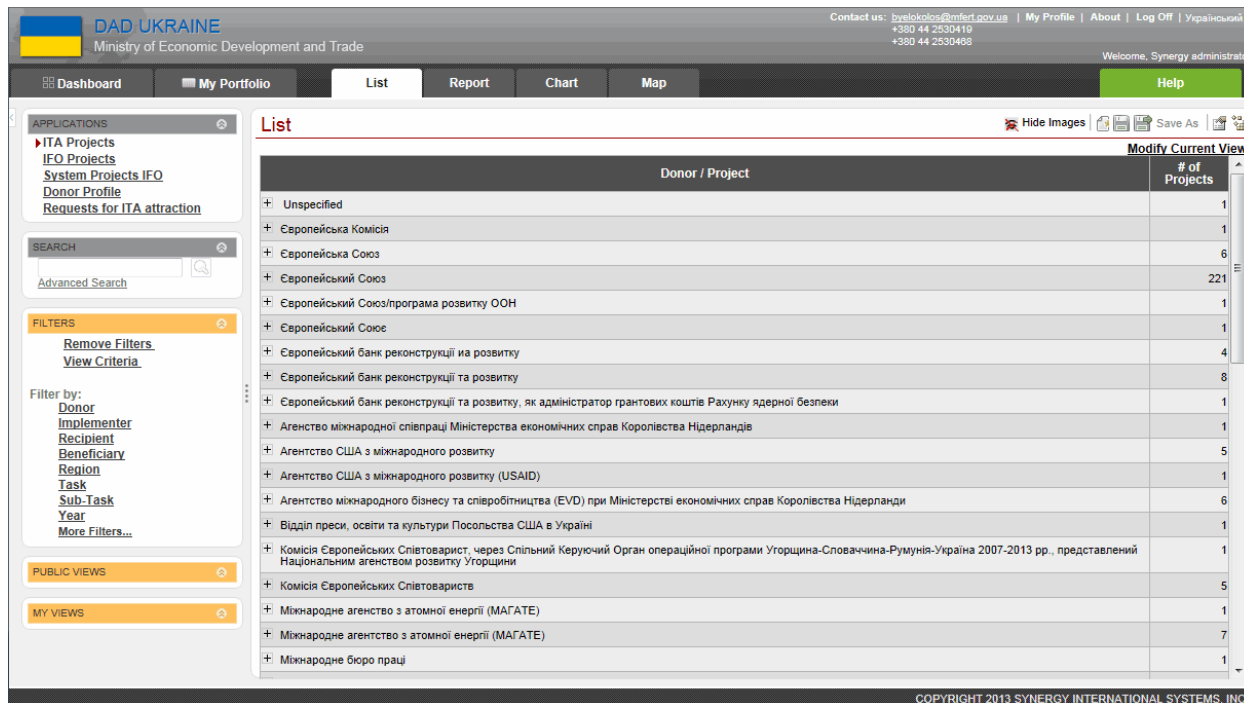 DAD UKRAINE
Ministry of Economic Development and Trade
Contact us: byelokolos@mfert.gov.ua | My Profile | About | Log Off | Український
+380 44 2530419
+380 44 2530468
Welcome, Synergy administrat
Dashboard
My Portfolio
List
Report
Chart
Map
Help
APPLICATIONS
ITA Projects
IFO Projects
System Projects IFO
Donor Profile
Requests for ITA attraction
SEARCH
Advanced Search
FILTERS
Remove Filters
View Criteria
Filter by:
Donor
Implementer
Recipient
Beneficiary
Region
Task
Sub-Task
Year
More Filters...
PUBLIC VIEWS
MY VIEWS
List
Hide Images
Save As
Modify Current View
Donor / Project
# of
Projects
+ Unspecified 1
+ Європейська Комісія 1
+ Європейська Союз 6
+ Європейський Союз 221
+ Європейський Союз/програма розвитку ООН 1
+ Європейський Соює 1
+ Європейський банк реконструкції иа розвитку 4
+ Європейський банк реконструкції та розвитку 8
+ Європейський банк реконструкції та розвитку, як адміністратор грантових коштів Рахунку ядерної безпеки 1
+ Агенство міжнародної співпраці Міністерства економічних справ Королівства Нідерландів 1
+ Агентство США з міжнародного розвитку 5
+ Агентство США з міжнародного розвитку (USAID) 1
+ Агентство міжнародного бізнесу та співробітництва (EVD) при Міністерстві економічних справ Королівства Нідерланди 6
+ Відділ преси, освіти та культури Посольства США в Україні 1
+ Комісія Європейських Співтоварист, через Спільний Керуючий Орган операційної програми Угорщина-Словаччина-Румунія-Україна 2007-2013 рр., представлений 1
Національним агенством розвитку Угорщини
+ Комісія Європейських Співтовариств 5
+ Міжнародне агенство з атомної енергії (МАГАТЕ) 1
+ Міжнародне агентство з атомної енергії (МАГАТЕ) 7
+ Міжнародне бюро праці 1
COPYRIGHT 2013 SYNERGY INTERNATIONAL SYSTEMS, INC